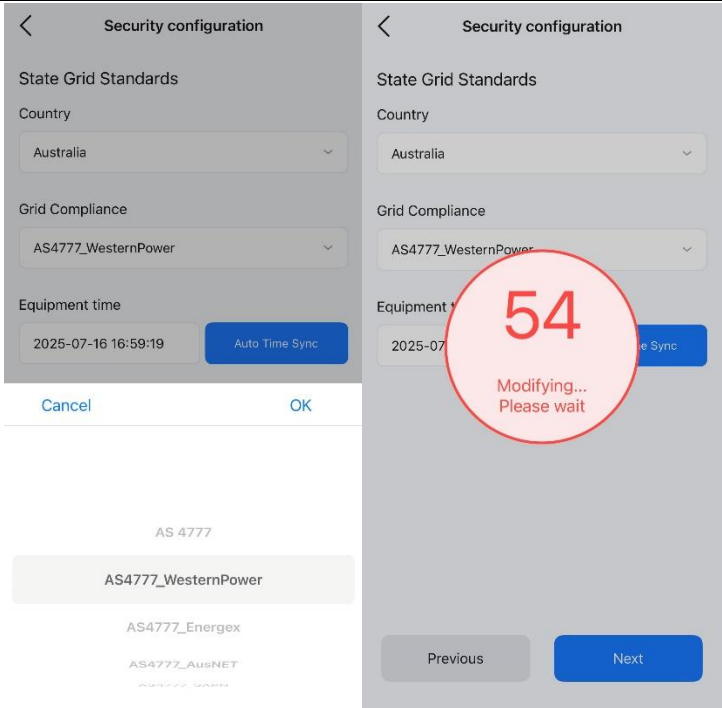 Security configuration
State Grid Standards
Country
Australia
Grid Compliance
AS4777_WesternPower
Equipment time
2025-07-16 16:59:19
Auto Time Sync
Cancel
OK
AS 4777
AS4777_WesternPower
AS4777_Energex
AS4777_AusNET
Security configuration
State Grid Standards
Country
Australia
Grid Compliance
AS4777_WesternPower
Equipment t
2025-07
e Sync
54
Modifying...
Please wait
Previous
Next